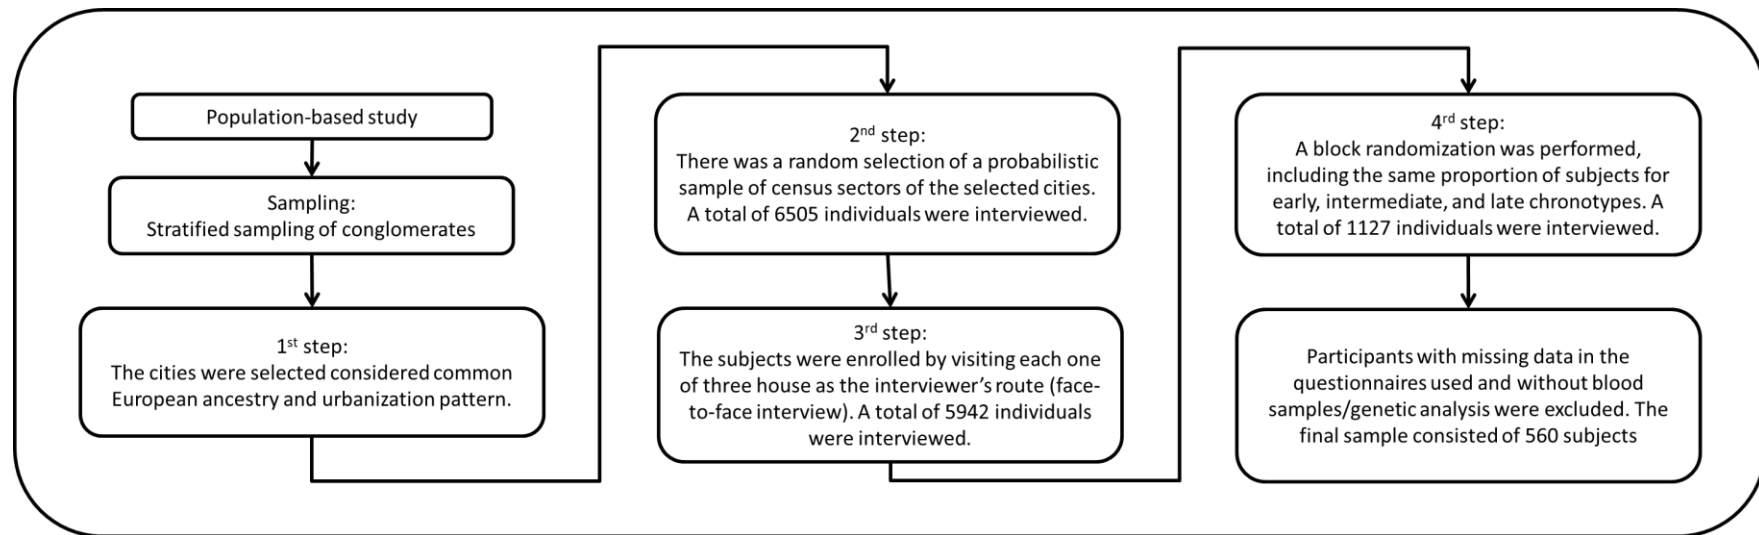 Population-based study
Sampling:
Stratified sampling of conglomerates
1st step:
The cities were selected considered common
European ancestry and urbanization pattern.
2nd step:
There was a random selection of a probabilistic
sample of census sectors of the selected cities.
A total of 6505 individuals were interviewed.
3rd step:
The subjects were enrolled by visiting each one
of three house as the interviewer's route (face-
to-face interview). A total of 5942 individuals
were interviewed.
4rd step:
A block randomization was performed,
including the same proportion of subjects for
early, intermediate, and late chronotypes. A
total of 1127 individuals were interviewed.
Participants with missing data in the
questionnaires used and without blood
samples/genetic analysis were excluded. The
final sample consisted of 560 subjects